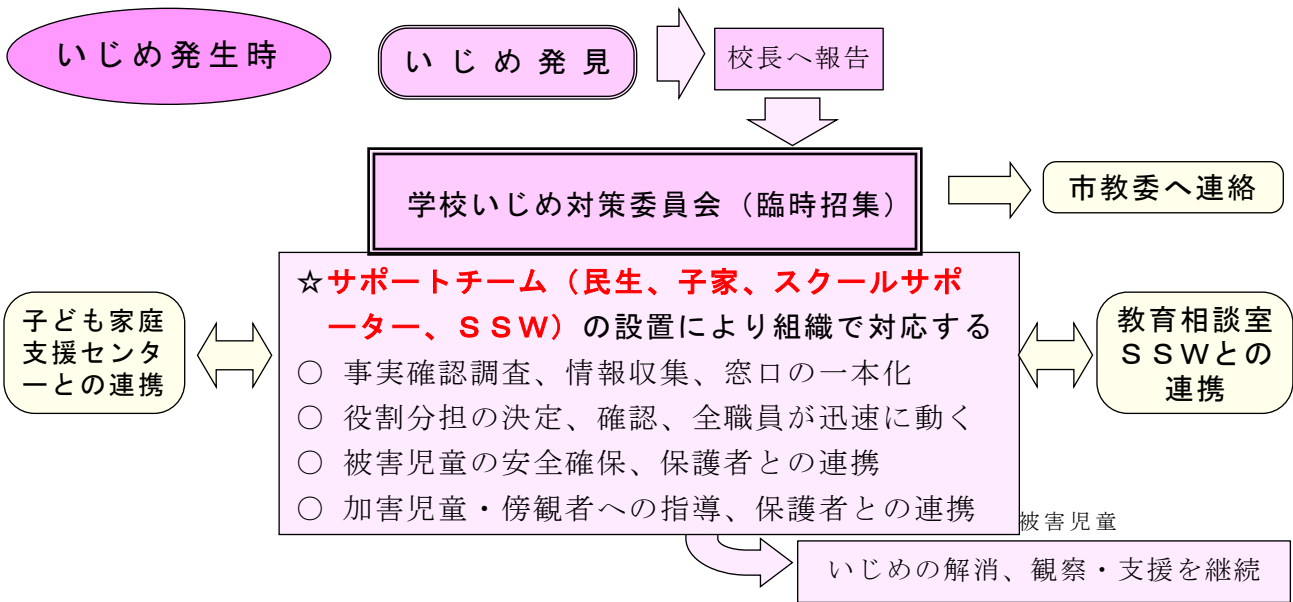 いじめ発生時
いじめ発見
校長へ報告
学校いじめ対策委員会（臨時招集）
市教委へ連絡
☆サポートチーム（民生、子家、スクールサポ
ーター、ＳＳＷ）の設置により組織で対応する
○ 事実確認調査、情報収集、窓口の一本化
○ 役割分担の決定、確認、全職員が迅速に動く
○ 被害児童の安全確保、保護者との連携
○ 加害児童・傍観者への指導、保護者との連携
子ども家庭
支援センタ
ーとの連携
教育相談室
ＳＳＷとの
連携
被害児童
いじめの解消、観察・支援を継続